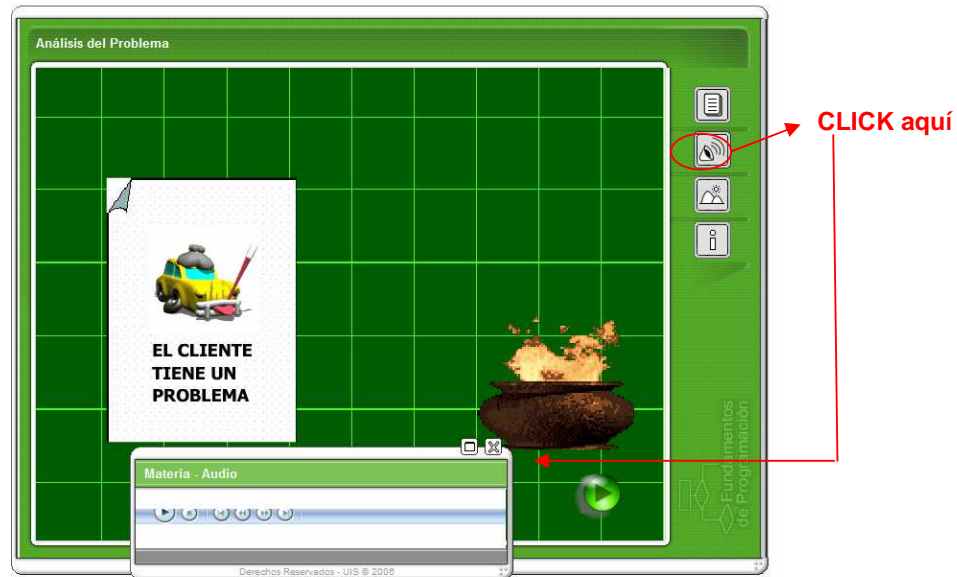 Análisis del Problema
CLICK aquí
EL CLIENTE
TIENE UN
PROBLEMA
Fundamentos
de Programación
Materia - Audio
Derechos Reservados - UIS © 2006